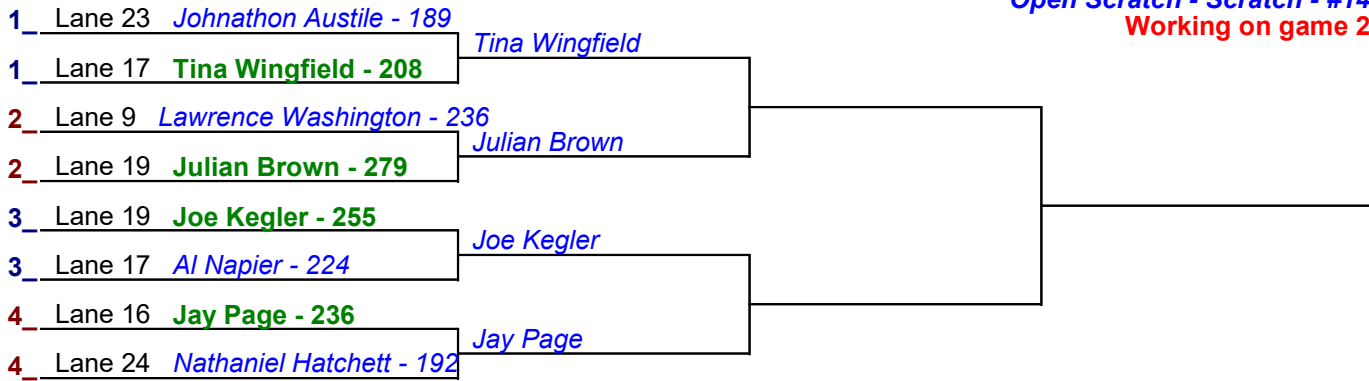 Open Scratch - Scratch - #14
Working on game 2
1_ Lane 23 Johnathon Austile - 189
Tina Wingfield
1_ Lane 17 Tina Wingfield - 208
2_ Lane 9 Lawrence Washington - 236
Julian Brown
2_ Lane 19 Julian Brown - 279
3_ Lane 19 Joe Kegler - 255
Joe Kegler
3_ Lane 17 Al Napier - 224
4_ Lane 16 Jay Page - 236
Jay Page
4_ Lane 24 Nathaniel Hatchett - 192